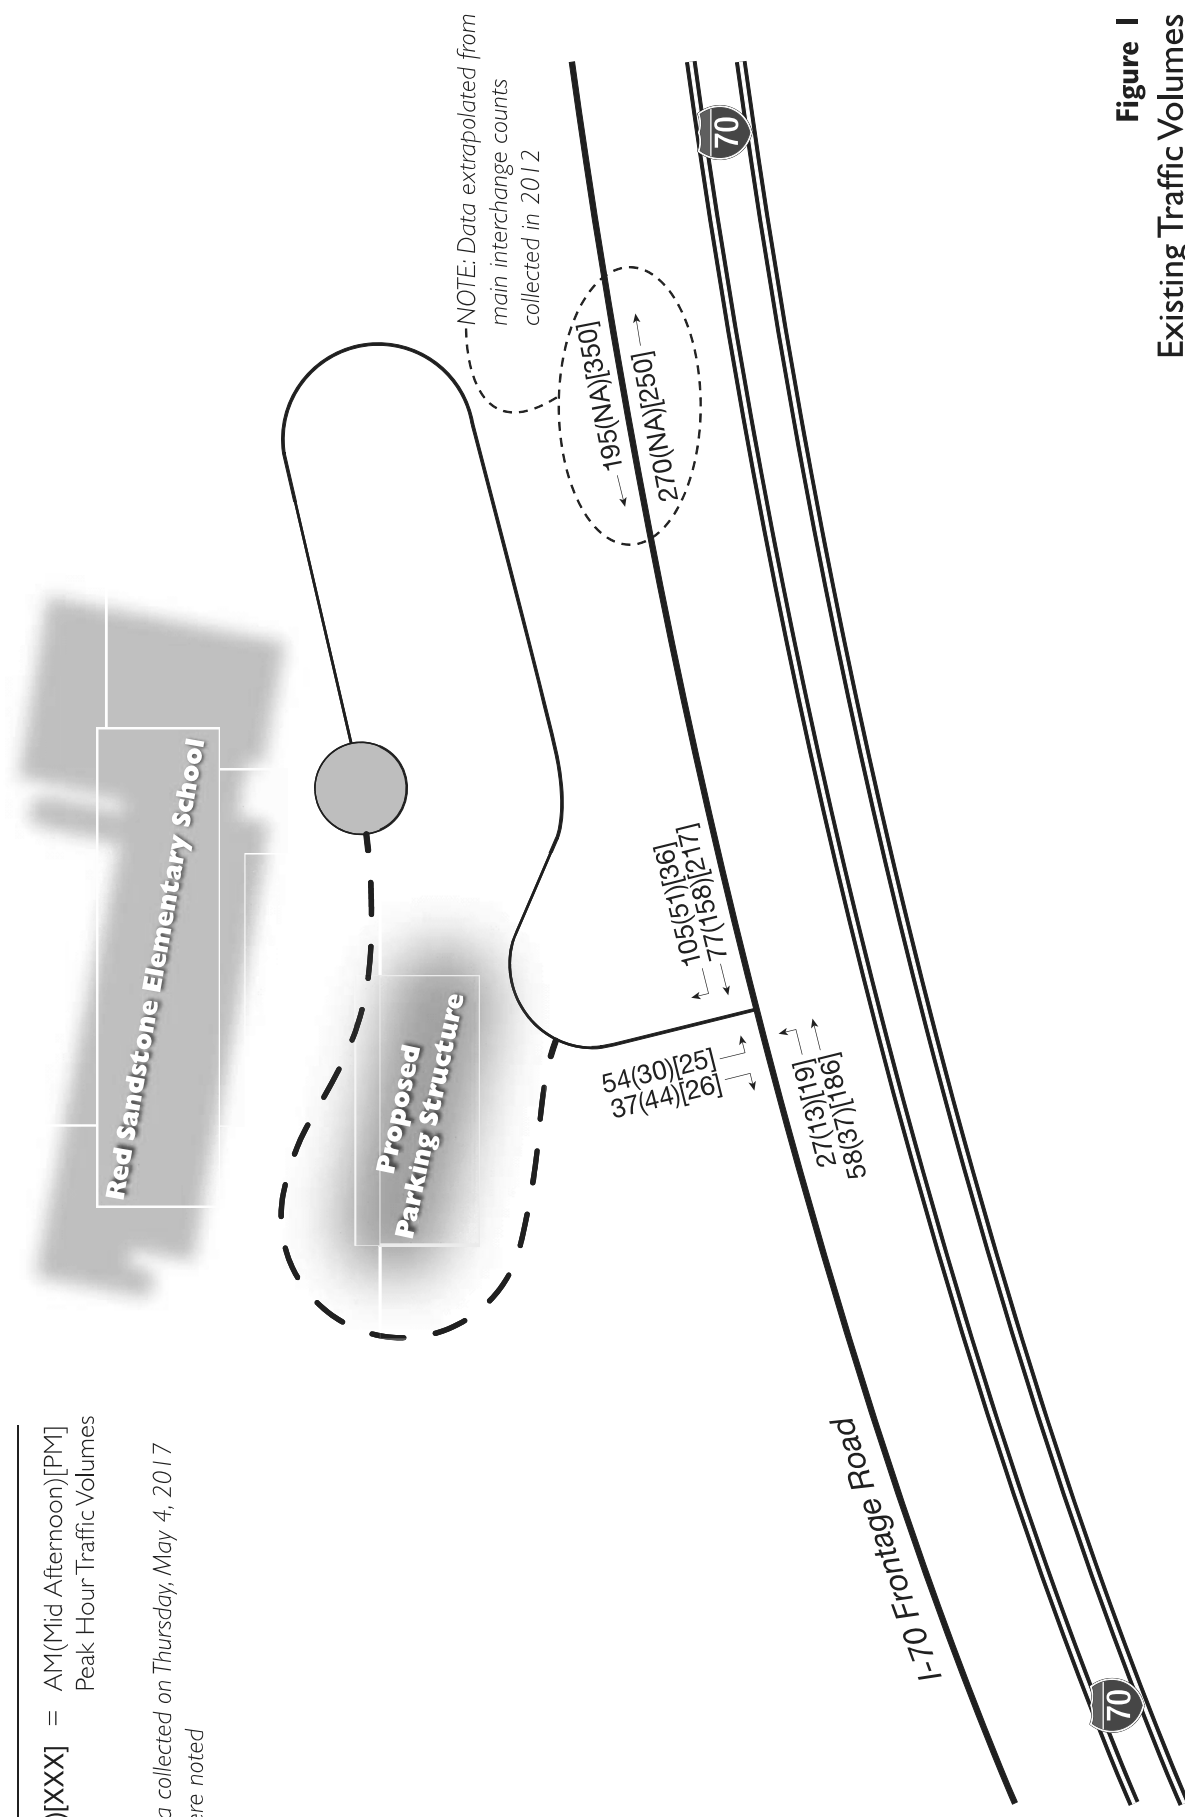 )[XXX] = AM(Mid Afternoon)[PM]
Peak Hour Traffic Volumes
a collected on Thursday, May 4, 2017
ere noted
Red Sandstone Elementary School
Proposed
Parking Structure
NOTE: Data extrapolated from
main interchange counts
collected in 2012
195(NA)[350]
270(NA)[250]
105(51)[36]
77(158)[217]
54(30)[25]
37(44)[26]
27(13)[19]
58(37)[186]
I-70 Frontage Road
70
70
Figure 1
Existing Traffic Volumes